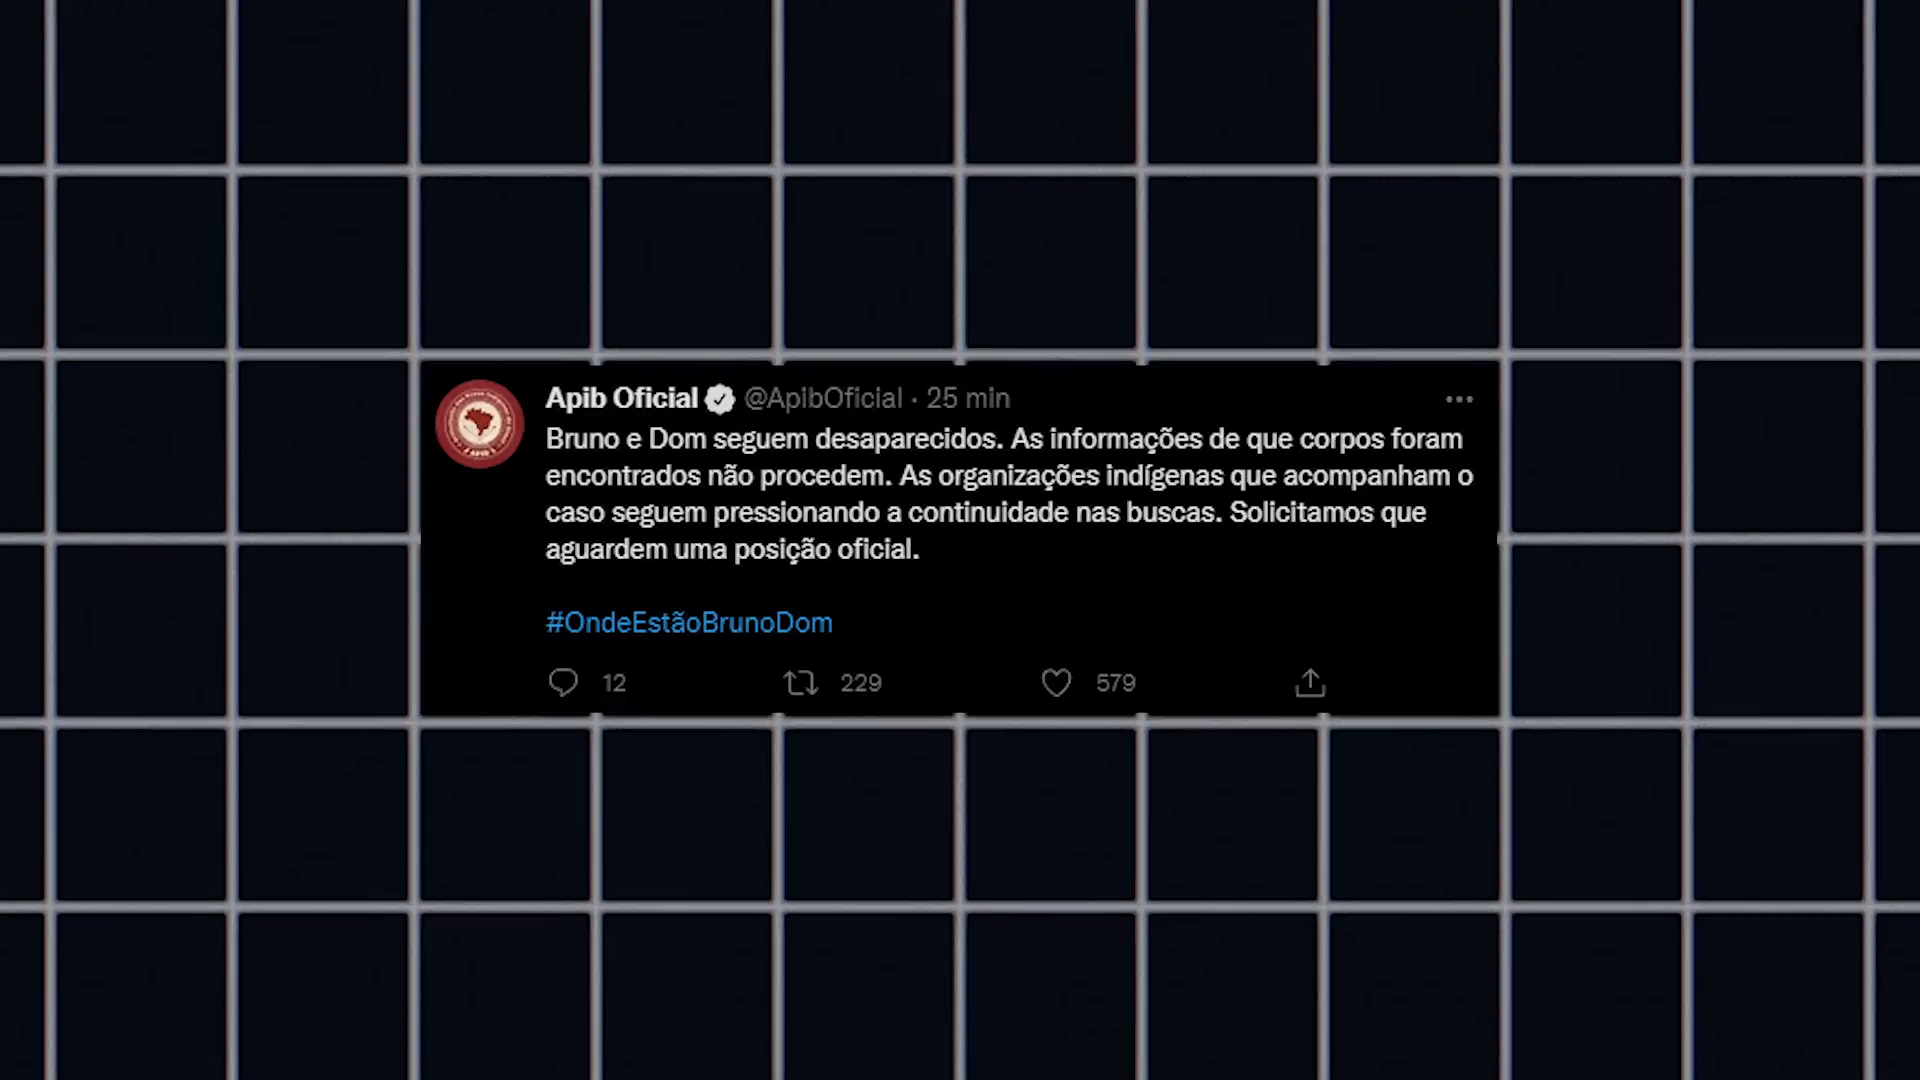 Apib Oficial @ApibOficial · 25 min
Bruno e Dom seguem desaparecidos. As informações de que corpos foram
encontrados não procedem. As organizações indígenas que acompanham o
caso seguem pressionando a continuidade nas buscas. Solicitamos que
aguardem uma posição oficial.
#OndeEstãoBrunoDom
12 229 579